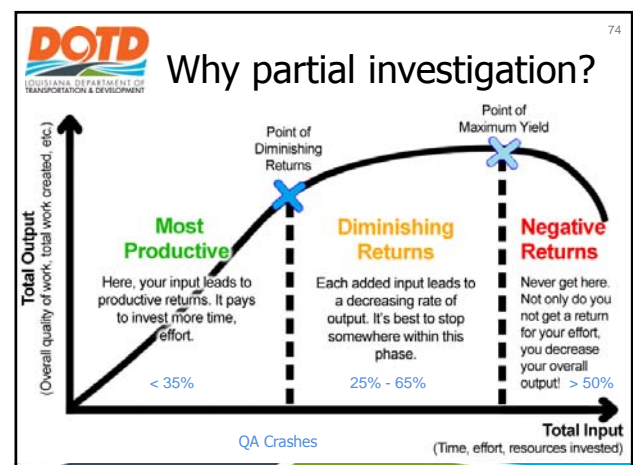 74
DOTD
LOUISIANA DEPARTMENT OF
TRANSPORTATION & DEVELOPMENT
Why partial investigation?
Total Output
(Overall quality of work, total work created, etc.)
Point of
Diminishing
Returns
Point of
Maximum Yield
Most
Productive
Here, your input leads to
productive returns. It pays
to invest more time,
effort.
< 35%
Diminishing
Returns
Each added input leads to
a decreasing rate of
output. It's best to stop
somewhere within this
phase.
25% - 65%
Negative
Returns
Never get here.
Not only do you
not get a return
for your effort,
you decrease
your overall
output! > 50%
QA Crashes
Total Input
(Time, effort, resources invested)